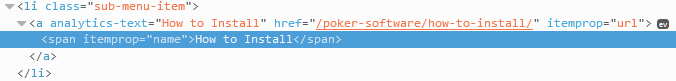 <li class="sub-menu-item">
<a analytics-text="How to Install" href="/poker-software/how-to-install/" itemprop="url"> ev
<span itemprop="name">How to Install</span>
</a>
</li>